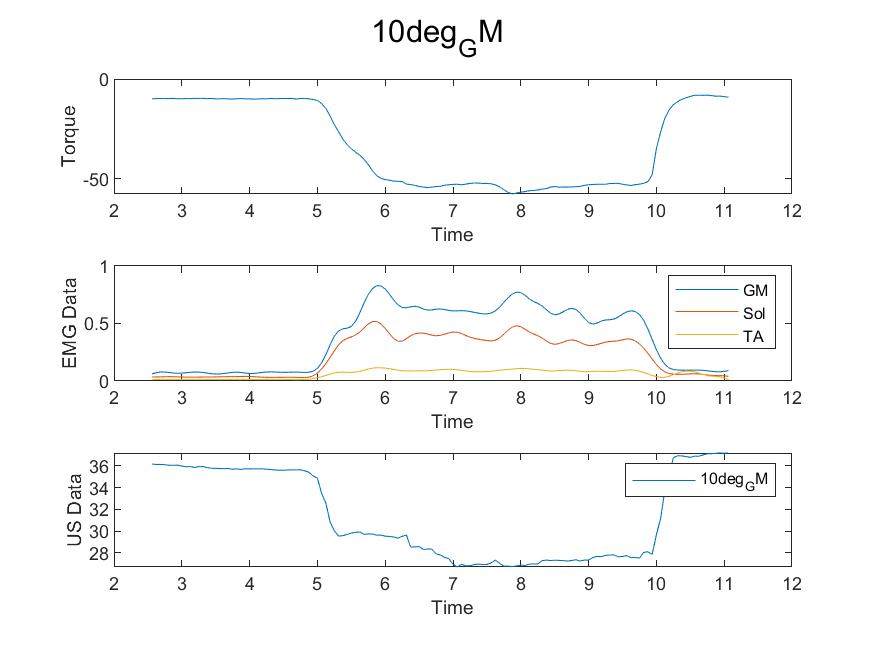 10deg_GM
0
-50
Torque
2 3 4 5 6 7 8 9 10 11 12
Time
1
0.5
0
EMG Data
GM
Sol
TA
2 3 4 5 6 7 8 9 10 11 12
Time
36
34
32
30
28
US Data
10deg_GM
2 3 4 5 6 7 8 9 10 11 12
Time